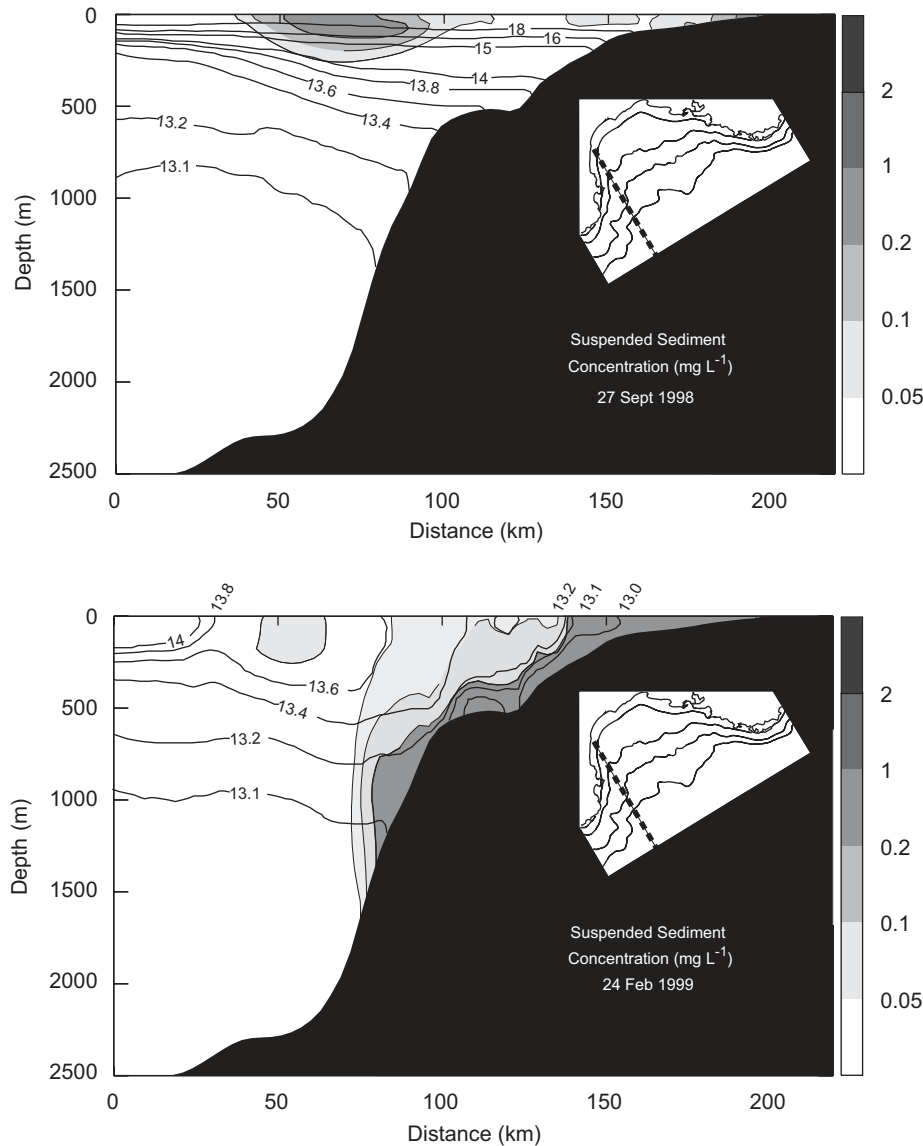 0
500
1000
1500
2000
2500
Depth (m)
18
16
15
14
13.8
13.6
13.4
13.2
13.1
Suspended Sediment
Concentration (mg L-1)
27 Sept 1998
2
1
0.2
0.1
0.05
0 50 100 150 200
Distance (km)
13.8 13.2 13.1 13.0
0
500
1000
1500
2000
2500
Depth (m)
14
13.6
13.4
13.2
13.1
Suspended Sediment
Concentration (mg L-1)
24 Feb 1999
2
1
0.2
0.1
0.05
0 50 100 150 200
Distance (km)